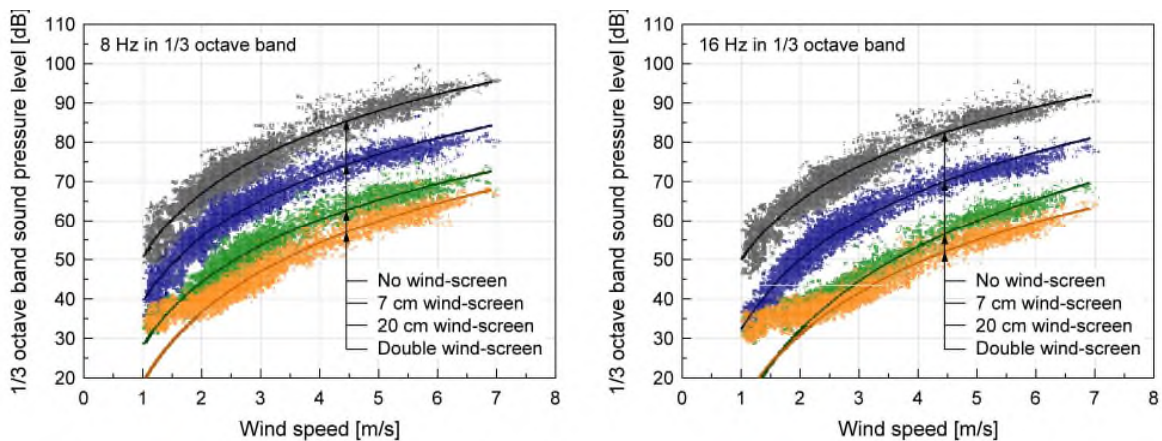 1/3 octave band sound pressure level [dB]
110
100
90
80
70
60
50
40
30
20
8 Hz in 1/3 octave band
No wind-screen
7 cm wind-screen
20 cm wind-screen
Double wind-screen
0 1 2 3 4 5 6 7 8
Wind speed [m/s]
1/3 octave band sound pressure level [dB]
110
100
90
80
70
60
50
40
30
20
16 Hz in 1/3 octave band
No wind-screen
7 cm wind-screen
20 cm wind-screen
Double wind-screen
0 1 2 3 4 5 6 7 8
Wind speed [m/s]